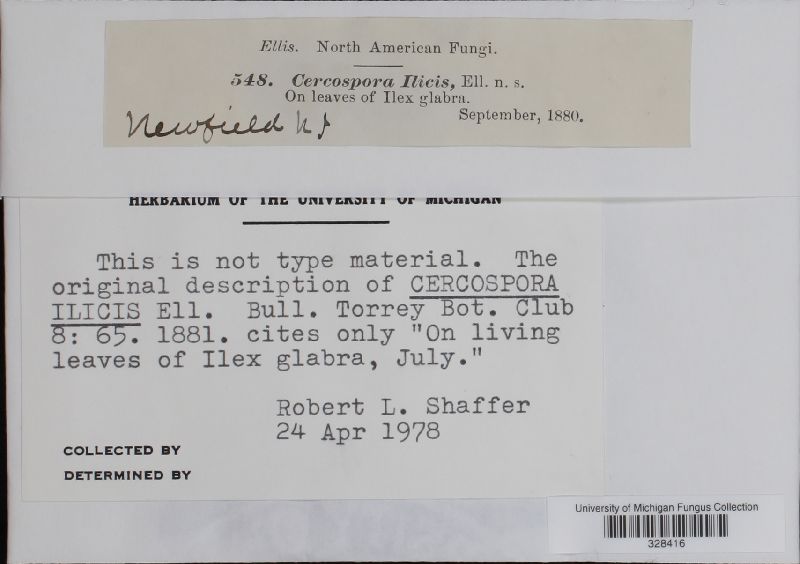 Ellis. North American Fungi.
548. Cercospora Ilicis, Ell. n. s.
On leaves of Ilex glabra.
September, 1880.
Newfield N J
HERBARIUM OF THE UNIVERSITY OF MICHIGAN
This is not type material. The
original description of CERCOSPORA
ILICIS Ell. Bull. Torrey Bot. Club
8: 65. 1881. cites only "On living
leaves of Ilex glabra, July."
Robert L. Shaffer
24 Apr 1978
COLLECTED BY
DETERMINED BY
University of Michigan Fungus Collection
328416